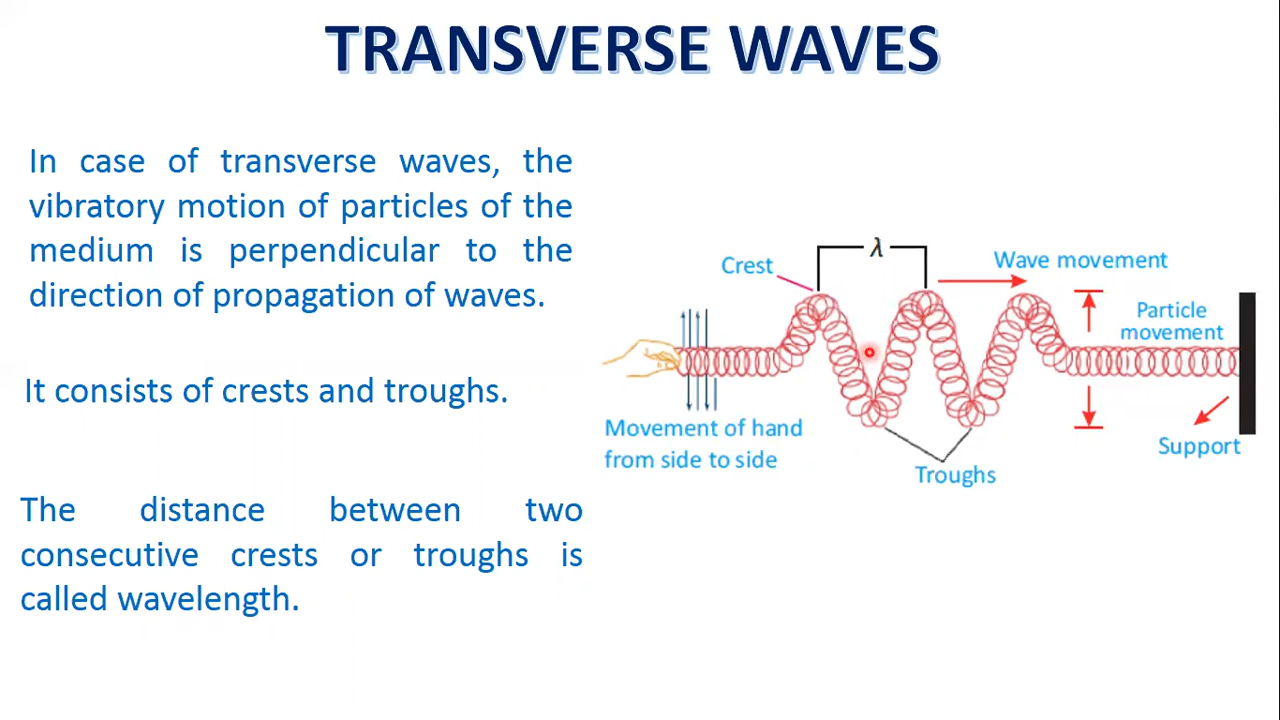 TRANSVERSE WAVES
In case of transverse waves, the
vibratory motion of particles of the
medium is perpendicular to the
direction of propagation of waves.
It consists of crests and troughs.
The distance between two
consecutive crests or troughs is
called wavelength.
λ
Crest
Wave movement
Particle
movement
Movement of hand
from side to side
Troughs
Support